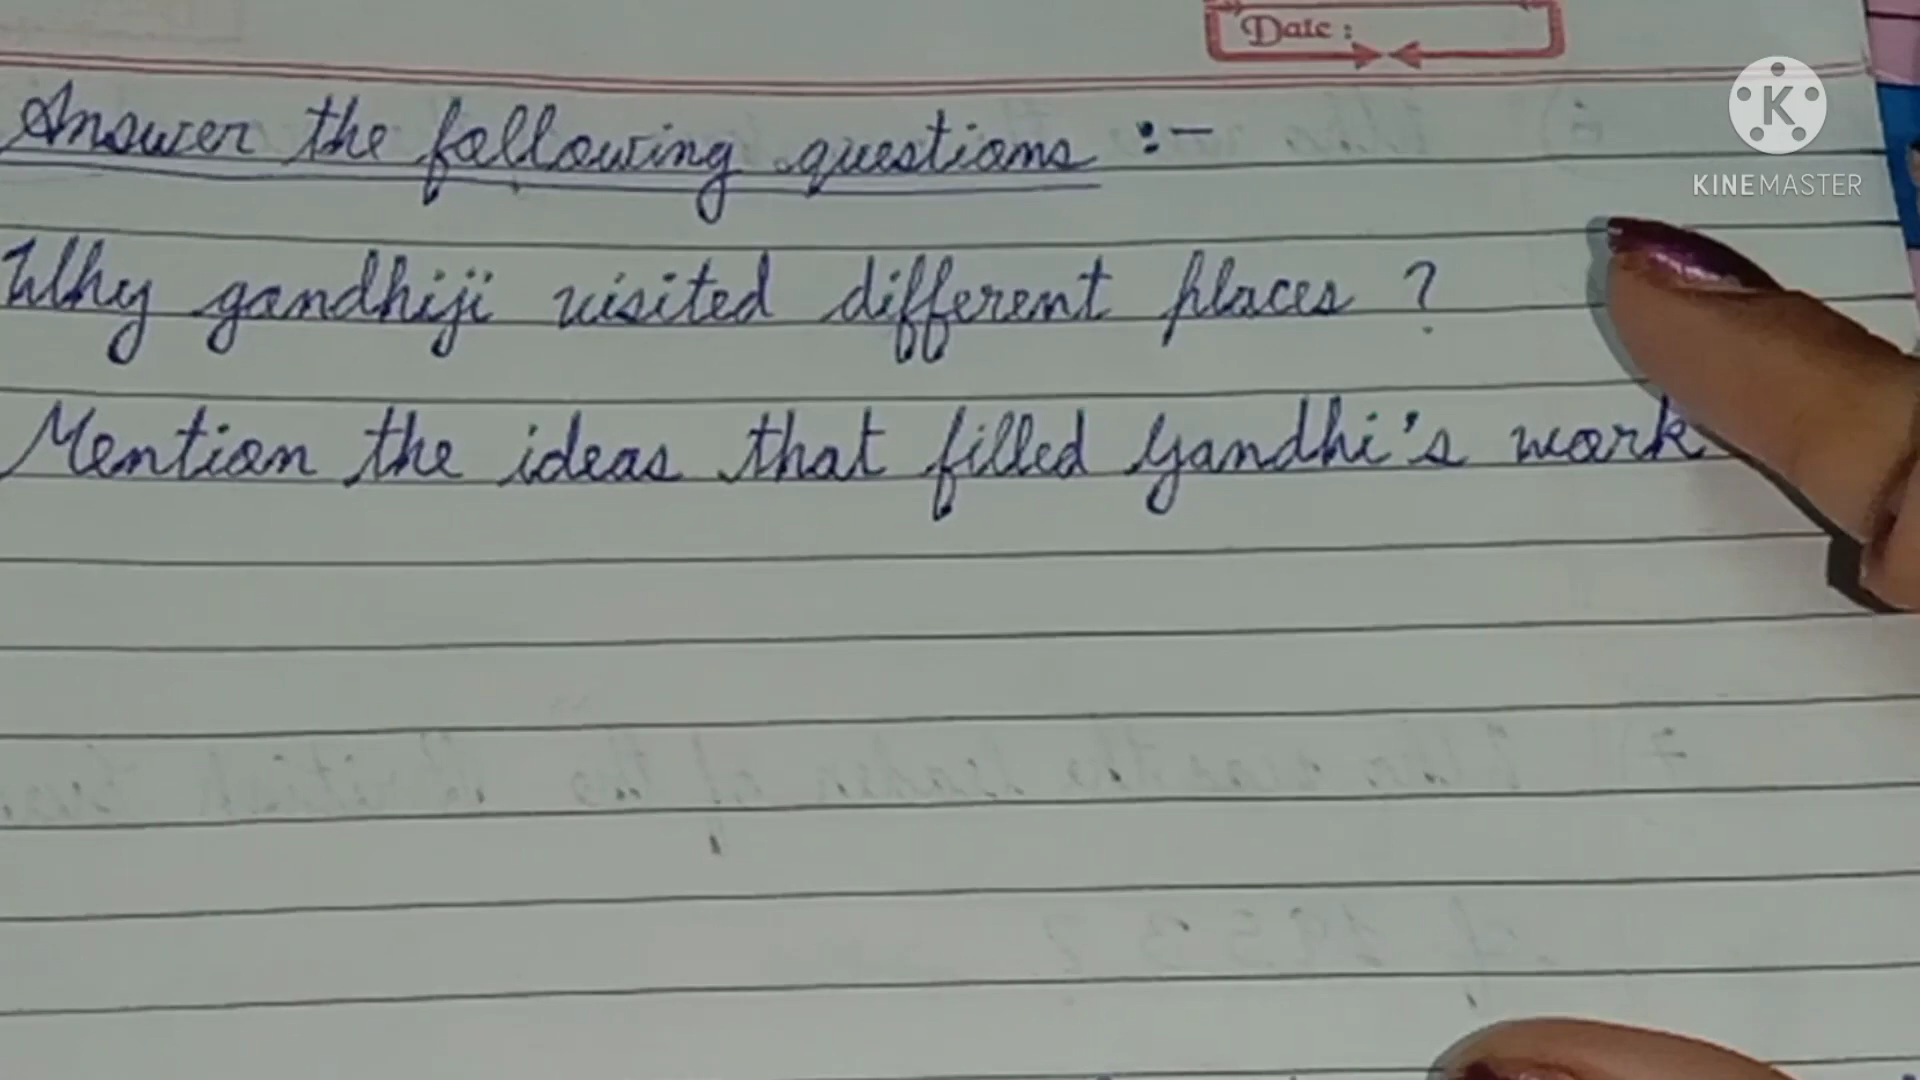 Date :
KINEMASTER
Answer the following questions :-
Why gandhiji visited different places ?
Mention the ideas that filled Gandhi's work